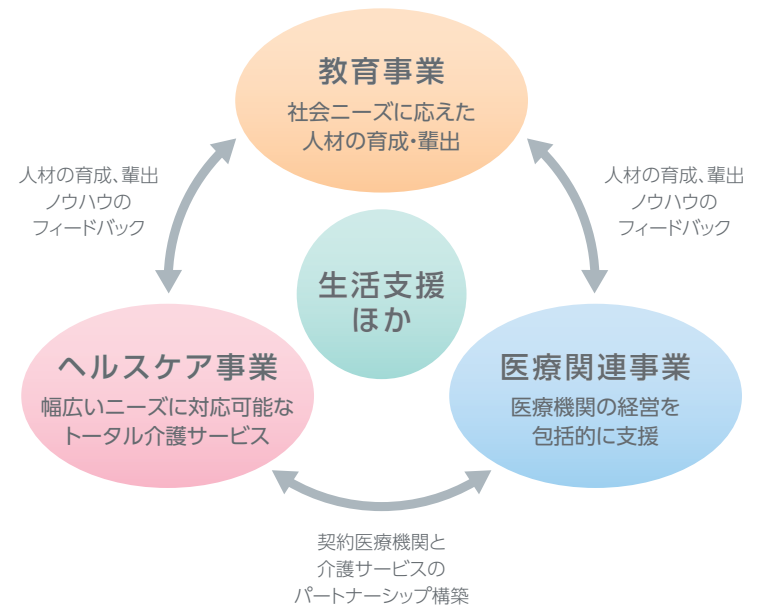 教育事業
社会ニーズに応えた
人材の育成・輩出
人材の育成、輩出
ノウハウの
フィードバック
人材の育成、輩出
ノウハウの
フィードバック
生活支援
ほか
ヘルスケア事業
幅広いニーズに対応可能な
トータル介護サービス
医療関連事業
医療機関の経営を
包括的に支援
契約医療機関と
介護サービスの
パートナーシップ構築